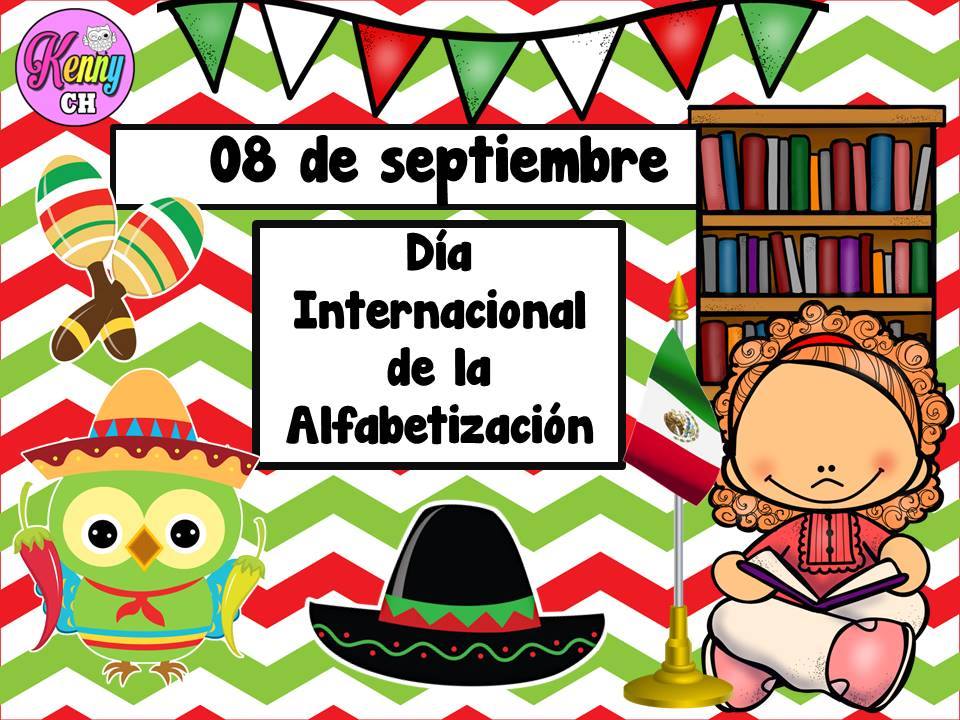 Kenny
CH
08 de septiembre
Día
Internacional
de la
Alfabetización